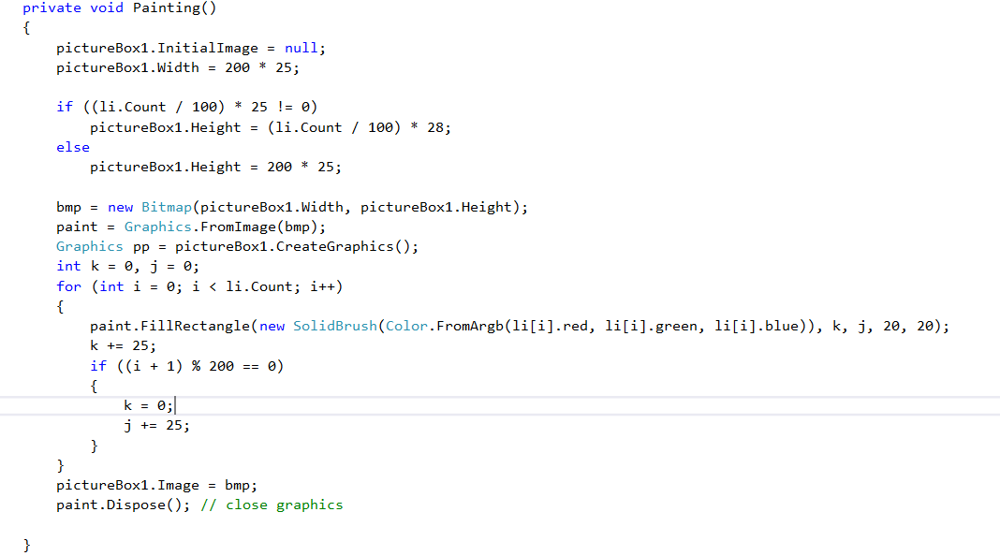 private void Painting()
{
    pictureBox1.InitialImage = null;
    pictureBox1.Width = 200 * 25;

    if ((li.Count / 100) * 25 != 0)
        pictureBox1.Height = (li.Count / 100) * 28;
    else
        pictureBox1.Height = 200 * 25;

    bmp = new Bitmap(pictureBox1.Width, pictureBox1.Height);
    paint = Graphics.FromImage(bmp);
    Graphics pp = pictureBox1.CreateGraphics();
    int k = 0, j = 0;
    for (int i = 0; i < li.Count; i++)
    {
        paint.FillRectangle(new SolidBrush(Color.FromArgb(li[i].red, li[i].green, li[i].blue)), k, j, 20, 20);
        k += 25;
        if ((i + 1) % 200 == 0)
        {
            k = 0;
            j += 25;
        }
    }
    pictureBox1.Image = bmp;
    paint.Dispose(); // close graphics

}